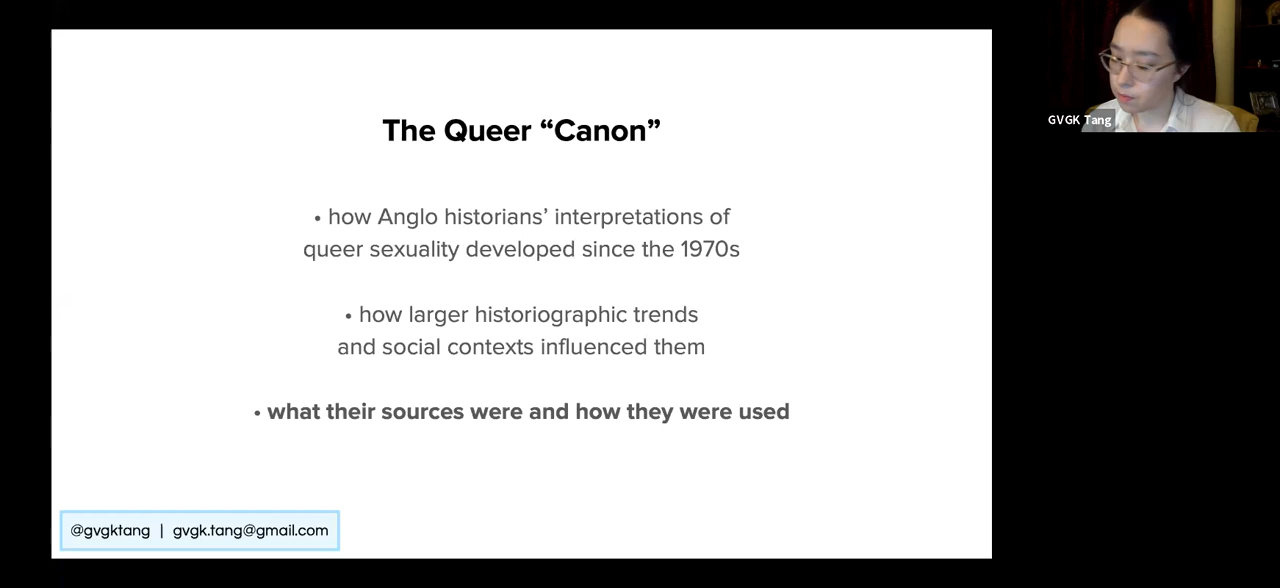 The Queer “Canon”
• how Anglo historians’ interpretations of
queer sexuality developed since the 1970s
• how larger historiographic trends
and social contexts influenced them
• what their sources were and how they were used
@gvgktang | gvgk.tang@gmail.com
GVGK Tang